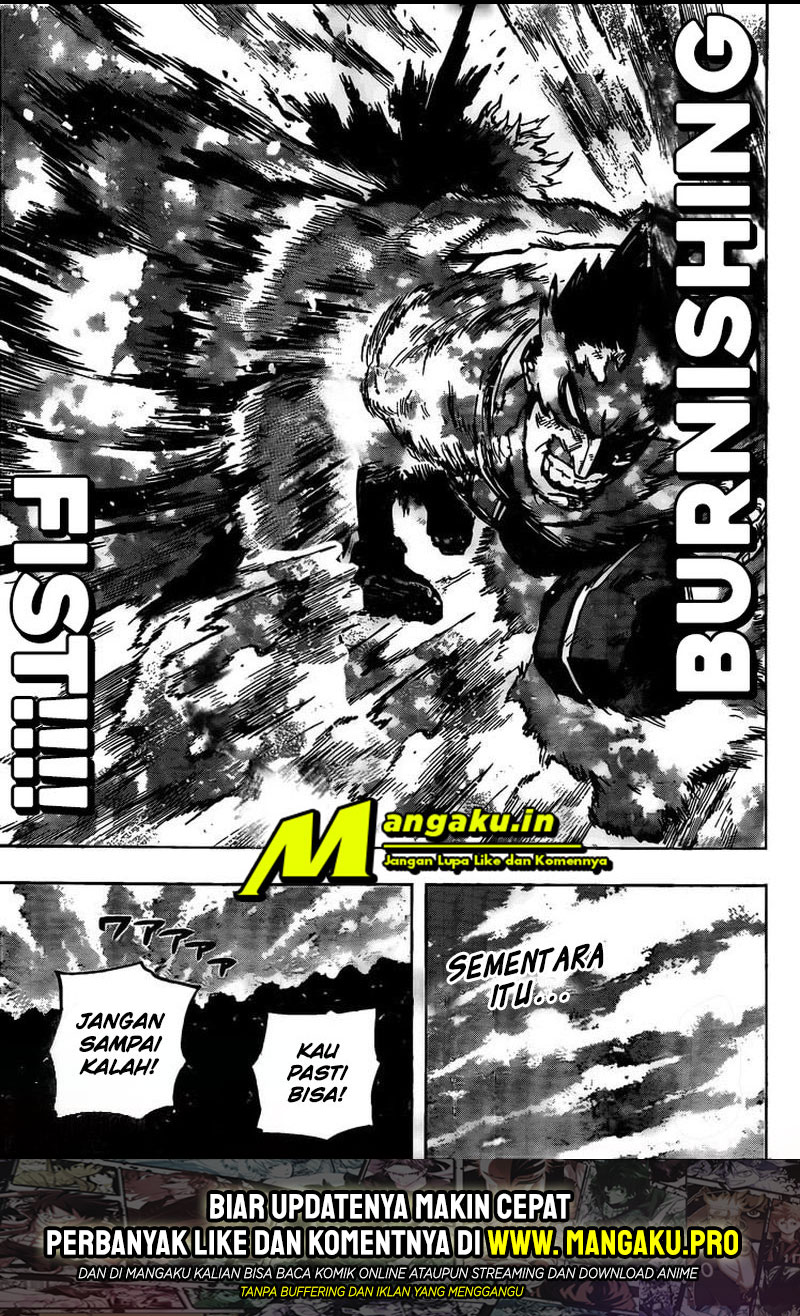 BURNISHING
FIST!!!!!
Mangaku.in
Jangan Lupa Like dan Komennya
SEMENTARA
ITU...
ワァァァァ
KAU
PASTI
BISA!
JANGAN
SAMPAI
KALAH!
BIAR UPDATENYA MAKIN CEPAT
PERBANYAK LIKE DAN KOMENTNYA DI WWW. MANGAKU.PRO
DAN DI MANGAKU KALIAN BISA BACA KOMIK ONLINE ATAUPUN STREAMING DAN DOWNLOAD ANIME
TANPA BUFFERING DAN IKLAN YANG MENGGANGU